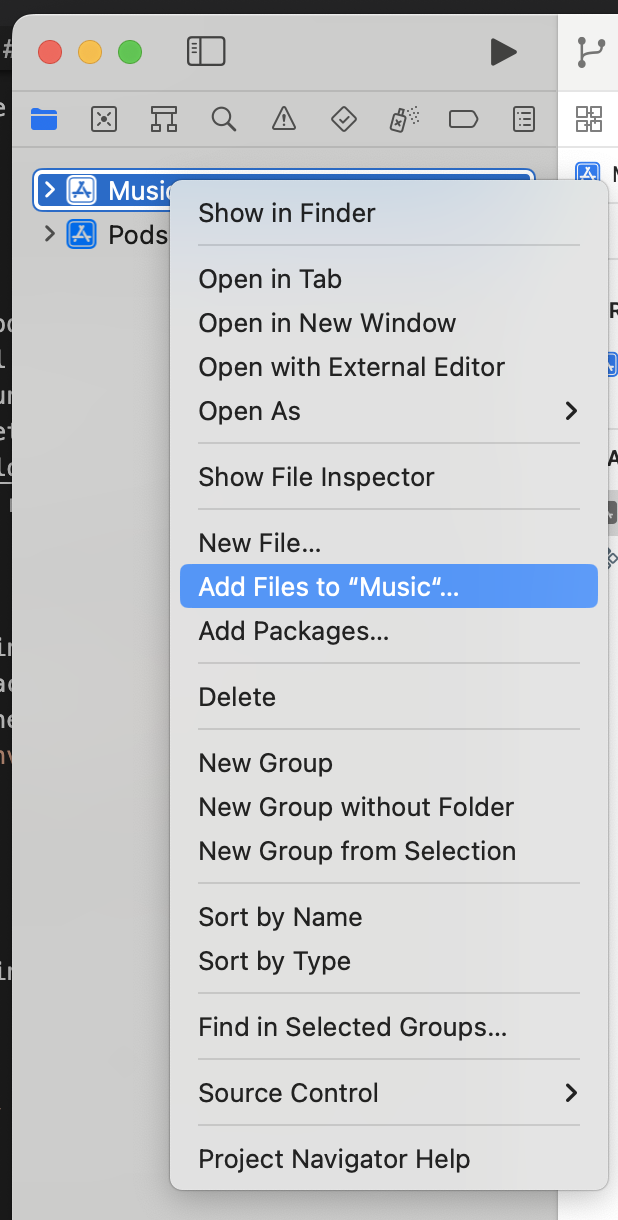 Music
Pods
Show in Finder
Open in Tab
Open in New Window
Open with External Editor
Open As
Show File Inspector
New File...
Add Files to “Music“...
Add Packages...
Delete
New Group
New Group without Folder
New Group from Selection
Sort by Name
Sort by Type
Find in Selected Groups...
Source Control
Project Navigator Help